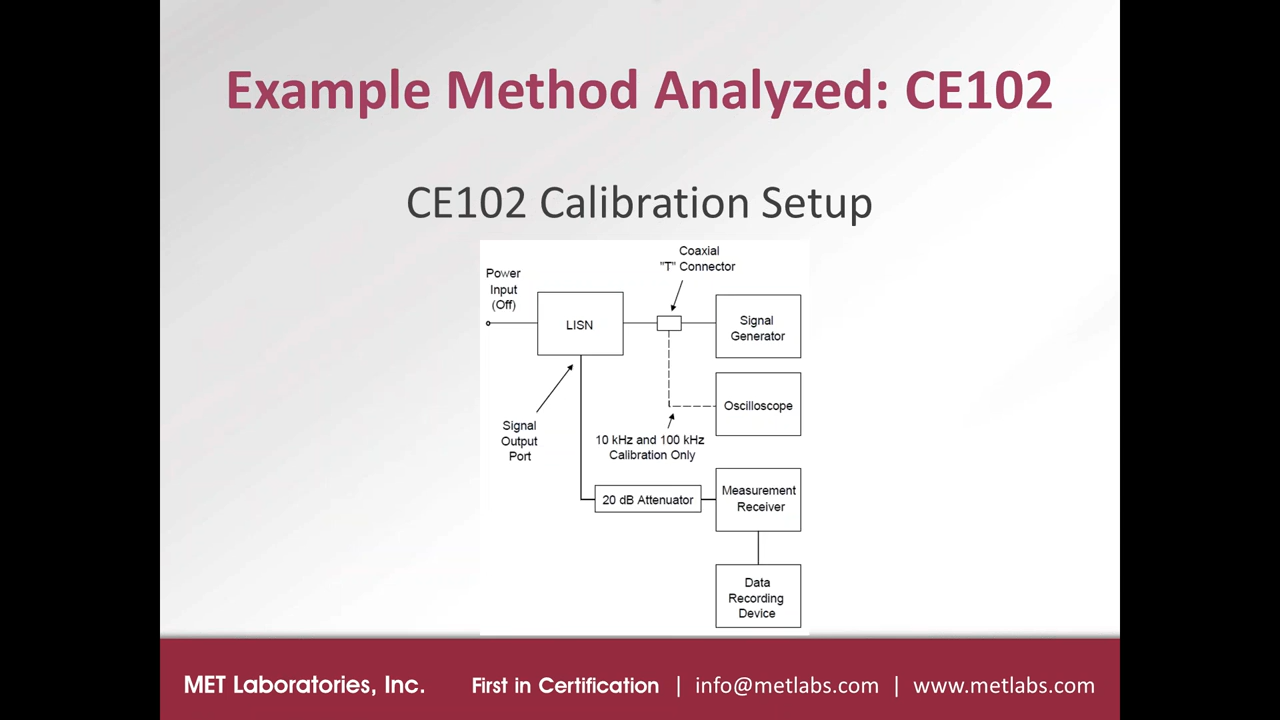 Example Method Analyzed: CE102
CE102 Calibration Setup
Coaxial
"T" Connector
Power
Input
(Off)
LISN
Signal
Generator
Oscilloscope
Signal
Output
Port
10 kHz and 100 kHz
Calibration Only
20 dB Attenuator
Measurement
Receiver
Data
Recording
Device
MET Laboratories, Inc. First in Certification | info@metlabs.com | www.metlabs.com